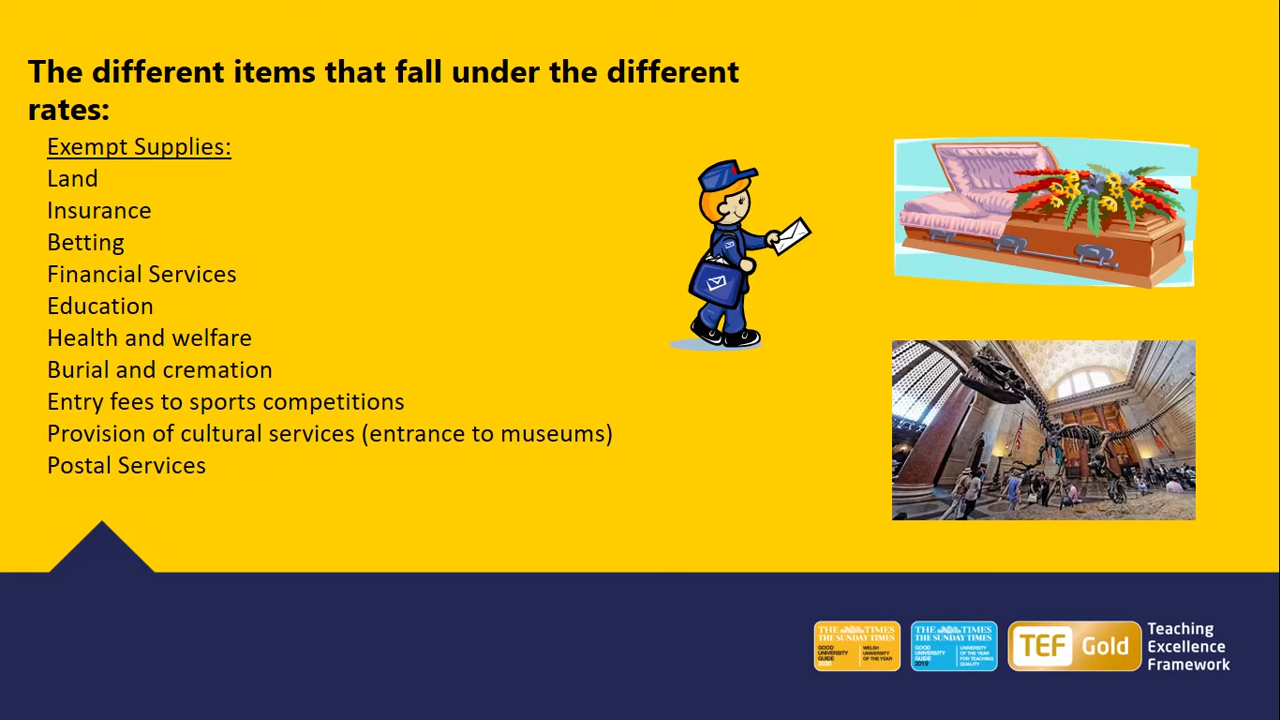 The different items that fall under the different
rates:
Exempt Supplies:
Land
Insurance
Betting
Financial Services
Education
Health and welfare
Burial and cremation
Entry fees to sports competitions
Provision of cultural services (entrance to museums)
Postal Services
THE TIMES
THE SUNDAY TIMES
GOOD
UNIVERSITY
GUIDE
2020
WELSH
UNIVERSITY
OF THE YEAR
THE TIMES
THE SUNDAY TIMES
GOOD
UNIVERSITY
GUIDE
2019
UNIVERSITY
OF THE YEAR
FOR TEACHING
QUALITY
TEF Gold
Teaching
Excellence
Framework